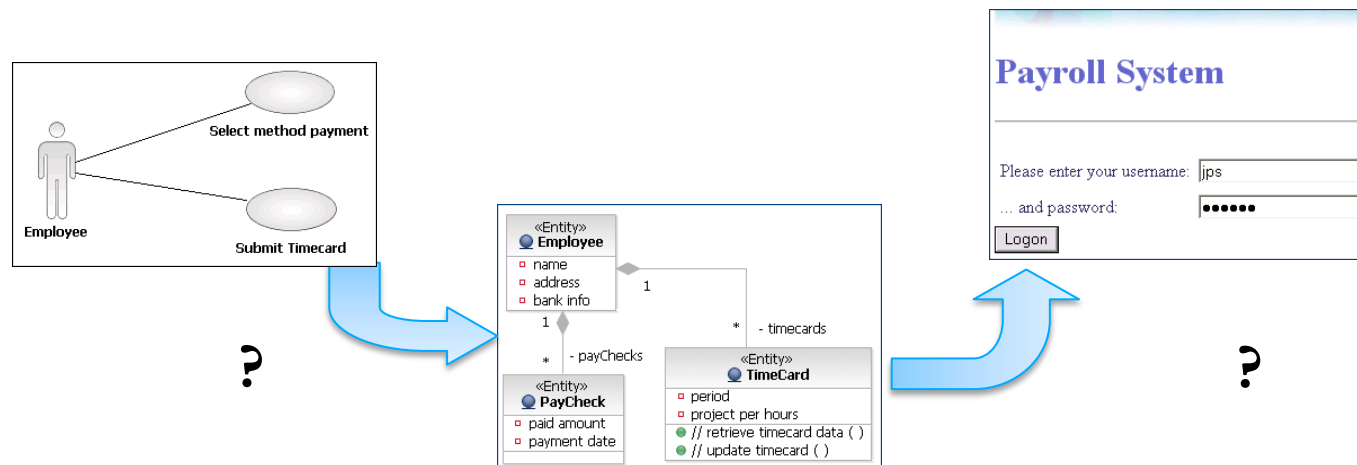 Select method payment
Employee
Submit Timecard
?
«Entity»
Employee
name
address
bank info
1
1
*
- payChecks
*
- timecards
«Entity»
PayCheck
paid amount
payment date
«Entity»
TimeCard
period
project per hours
// retrieve timecard data ( )
// update timecard ( )
Payroll System
Please enter your username: jps
... and password: ●●●●●●
Logon
?